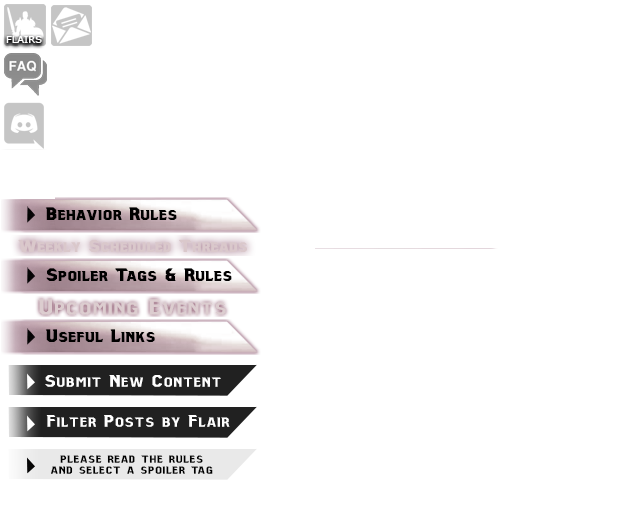 FLAIRS
FAQ
Behavior Rules
Weekly Scheduled Threads
Spoiler Tags & Rules
Upcoming Events
Useful Links
Submit New Content
Filter Posts by Flair
PLEASE READ THE RULES
AND SELECT A SPOILER TAG